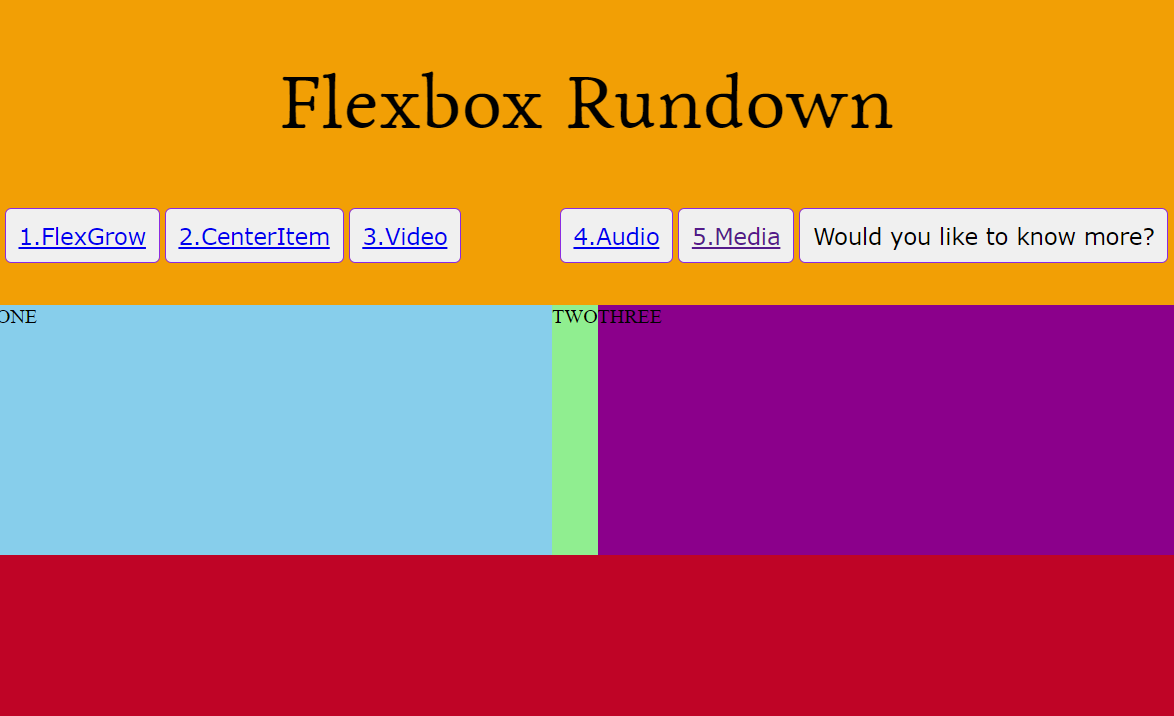 Flexbox Rundown
1.FlexGrow 2.CenterItem 3.Video 4.Audio 5.Media Would you like to know more?
ONE TWO THREE